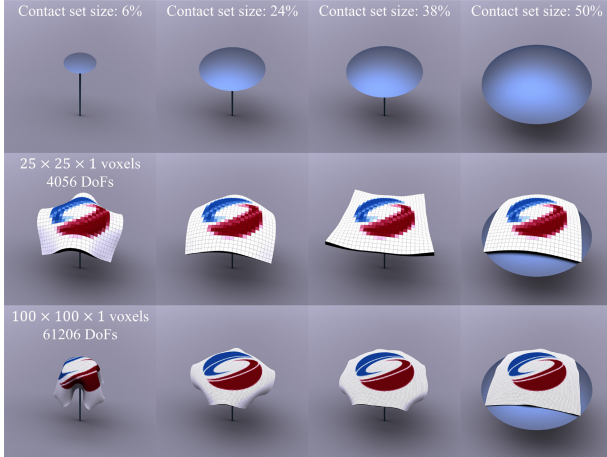 Contact set size: 6%
Contact set size: 24%
Contact set size: 38%
Contact set size: 50%
25 × 25 × 1 voxels
4056 DoFs
100 × 100 × 1 voxels
61206 DoFs